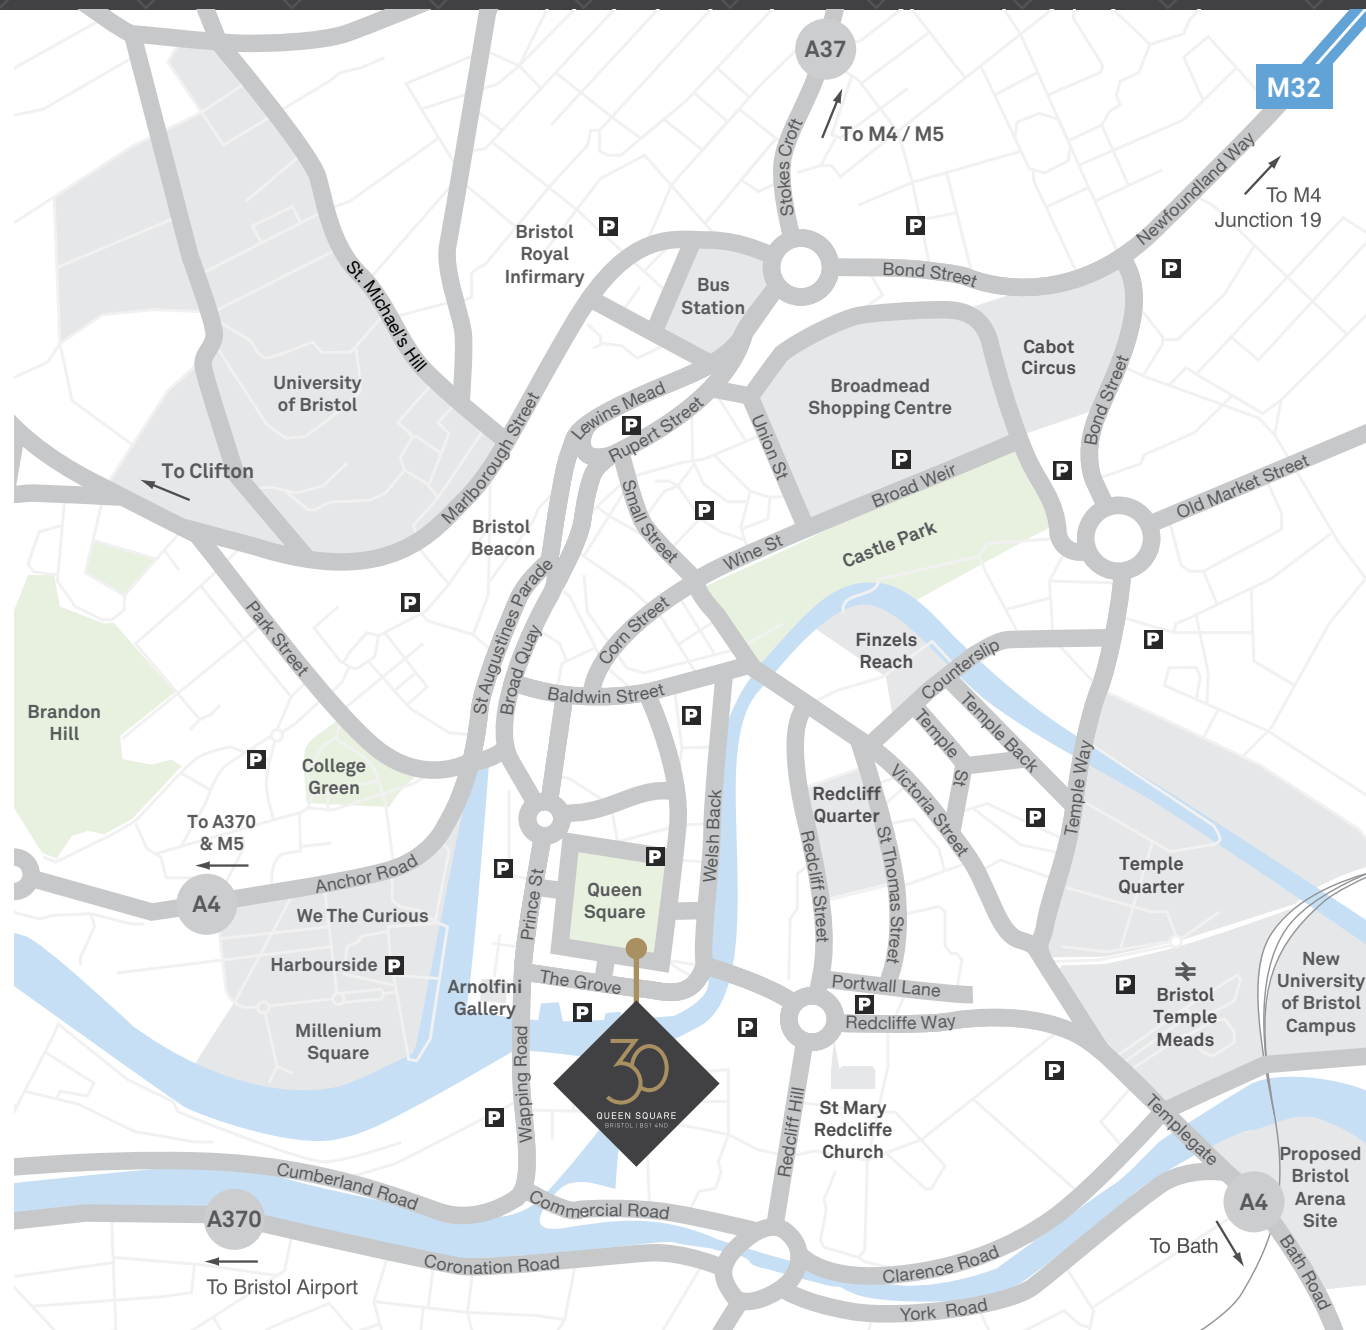 A37
M32
To M4 / M5
Stokes Croft
Newfoundland Way
To M4
Junction 19
P
P
P
Bristol
Royal
Infirmary
Bond Street
Bus
Station
St. Michael's Hill
Cabot
Circus
University
of Bristol
Broadmead
Shopping Centre
Bond Street
Lewins Mead
P
Rupert Street
Union St
Marlborough Street
To Clifton
P
P
Broad Weir
Old Market Street
Small Street
P
Bristol
Beacon
Wine St
Castle Park
P
Park Street
St Augustines Parade
Broad Quay
Corn Street
Finzels
Reach
Counterslip
P
Baldwin Street
Brandon
Hill
P
Temple Back
Temple
St
P
College
Green
Victoria Street
Temple Way
Redcliff
Quarter
P
To A370
& M5
Welsh Back
Redcliff Street
St Thomas Street
Anchor Road
P
P
Temple
Quarter
A4
Queen
Square
Prince St
We The Curious
Harbourside P
The Grove
Arnolfini
Gallery
P
Portwall Lane
P
Redcliffe Way
P
P
Bristol
Temple
Meads
New
University
of Bristol
Campus
Millenium
Square
Wapping Road
30
QUEEN SQUARE
BRISTOL | BS1 4ND
P
P
Redcliff Hill
St Mary
Redcliffe
Church
Templegate
Proposed
Bristol
Arena
Site
Cumberland Road
Commercial Road
A370
A4
To Bristol Airport
Coronation Road
Clarence Road
York Road
To Bath
Bath Road